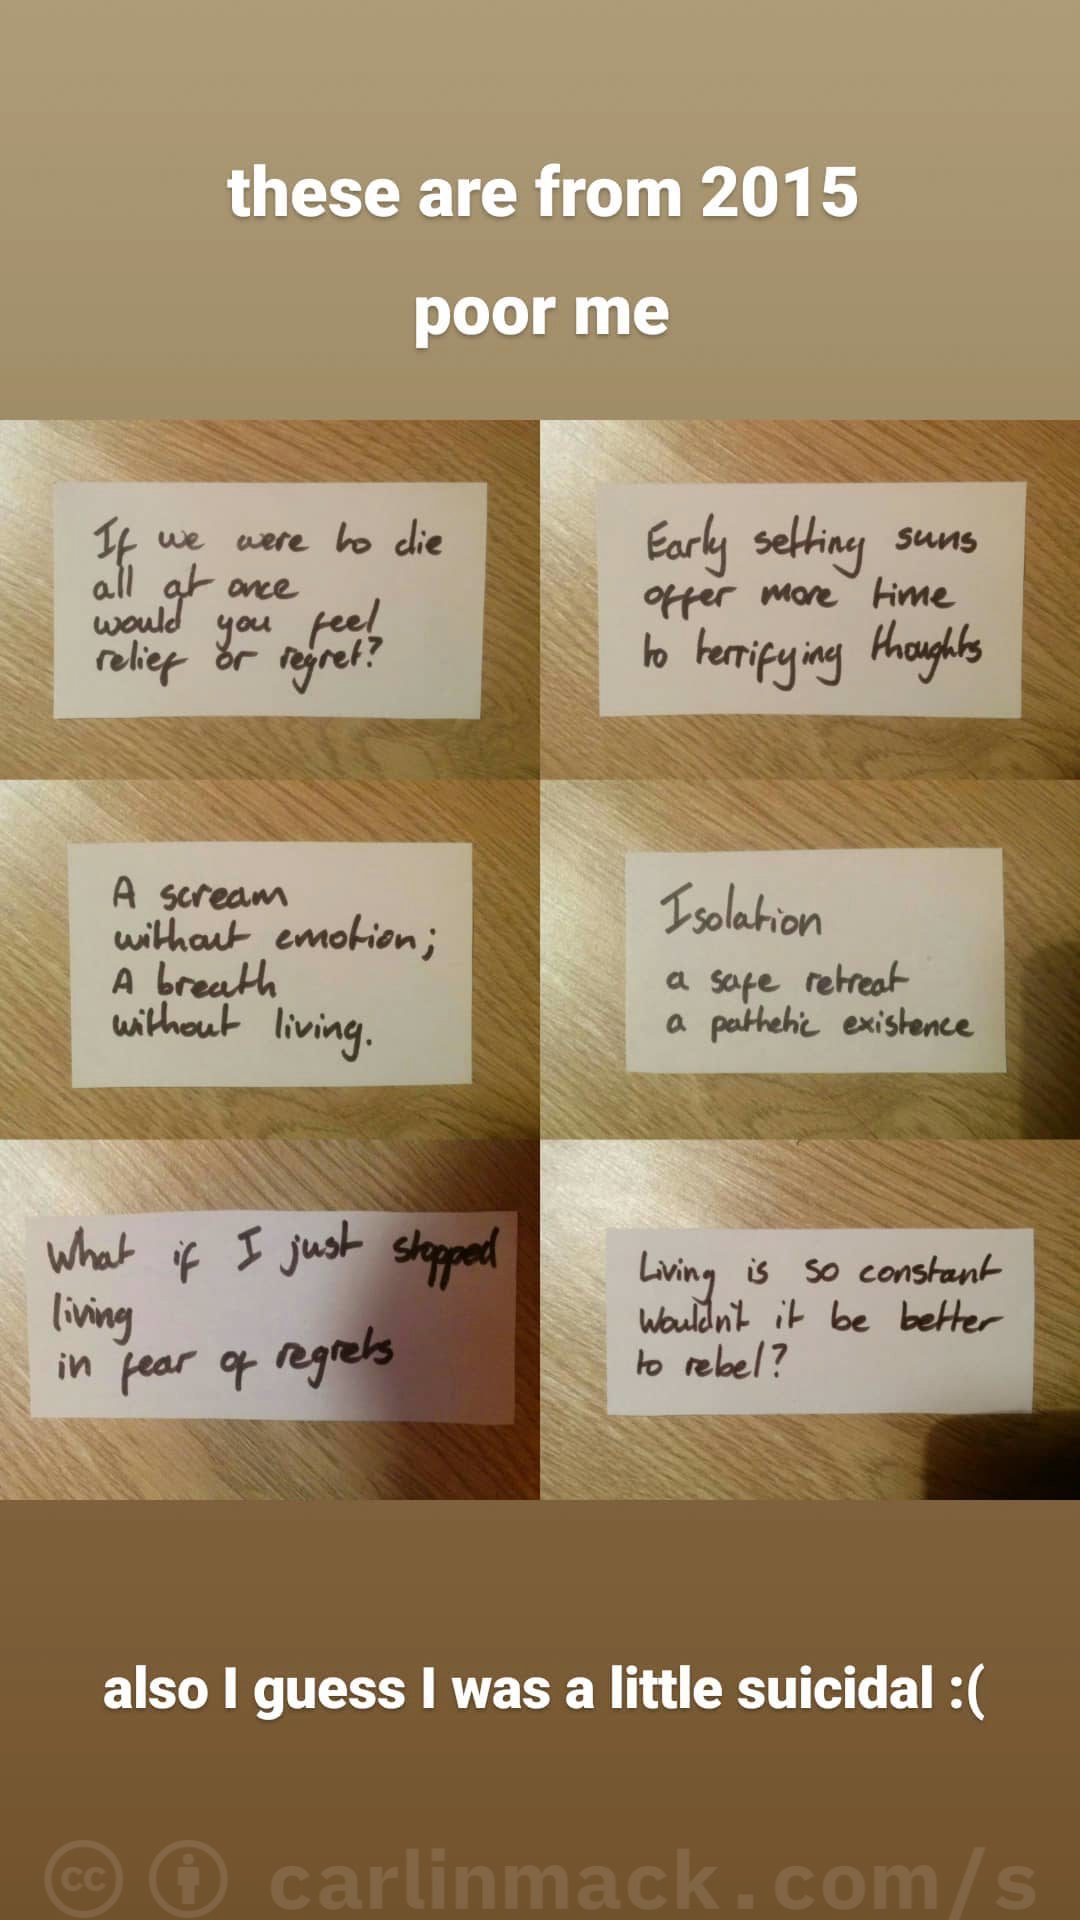 these are from 2015
poor me
If we were to die
all at once
would you feel
relief or regret?
Early setting suns
offer more time
to terrifying thoughts
A scream
without emotion;
A breath
without living.
Isolation
a safe retreat
a pathetic existence
What if I just stopped
living
in fear of regrets
Living is so constant
Wouldn't it be better
to rebel?
also I guess I was a little suicidal :(
cc carlinmack.com/s